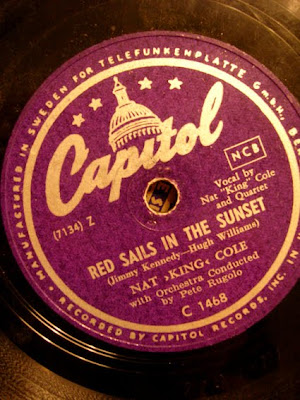 MANUFACTURED IN SWEDEN FOR TELEFUNKENPLATTE G.m.b.H.,
Capitol
NCB
(7134) Z
Vocal by
Nat "King" Cole
and Quartet
RED SAILS IN THE SUNSET
(Jimmy Kennedy—Hugh Williams)
NAT ›KING‹ COLE
with Orchestra Conducted
by Pete Rugolo
C 1468
RECORDED BY CAPITOL RECORDS, INC. IN